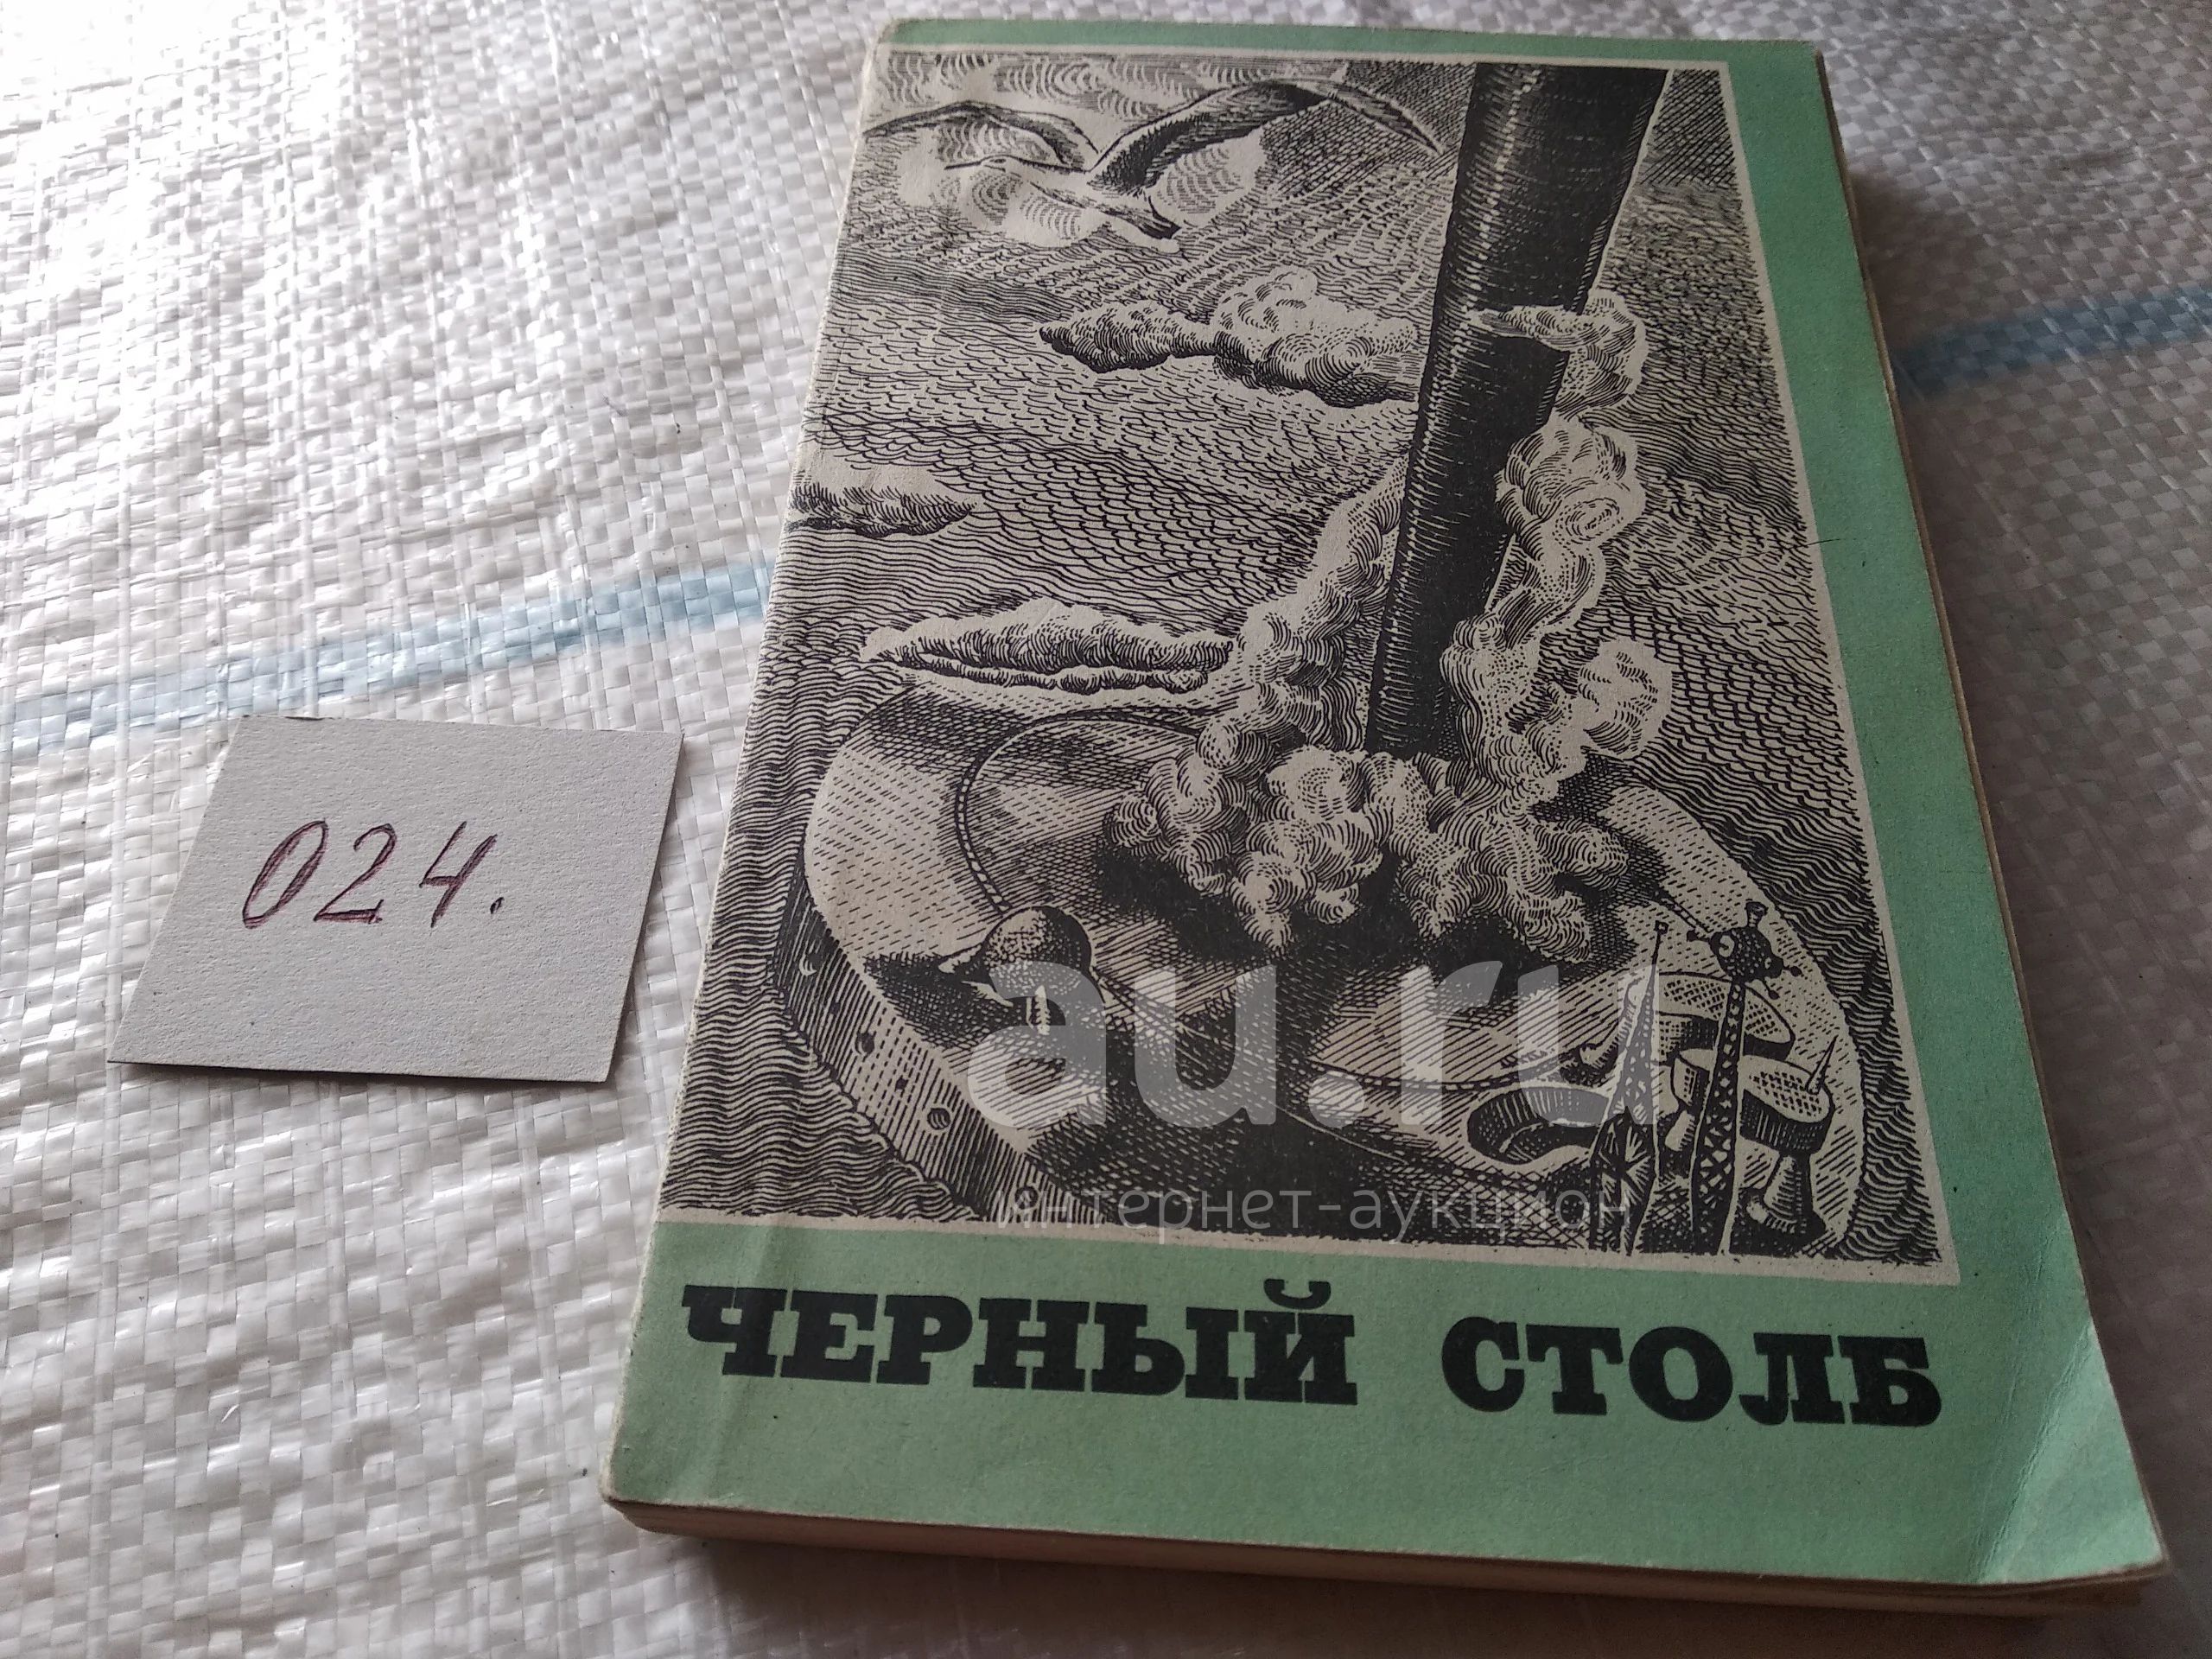 024.
au.ru
интернет-аукцион
ЧЕРНЫЙ СТОЛБ